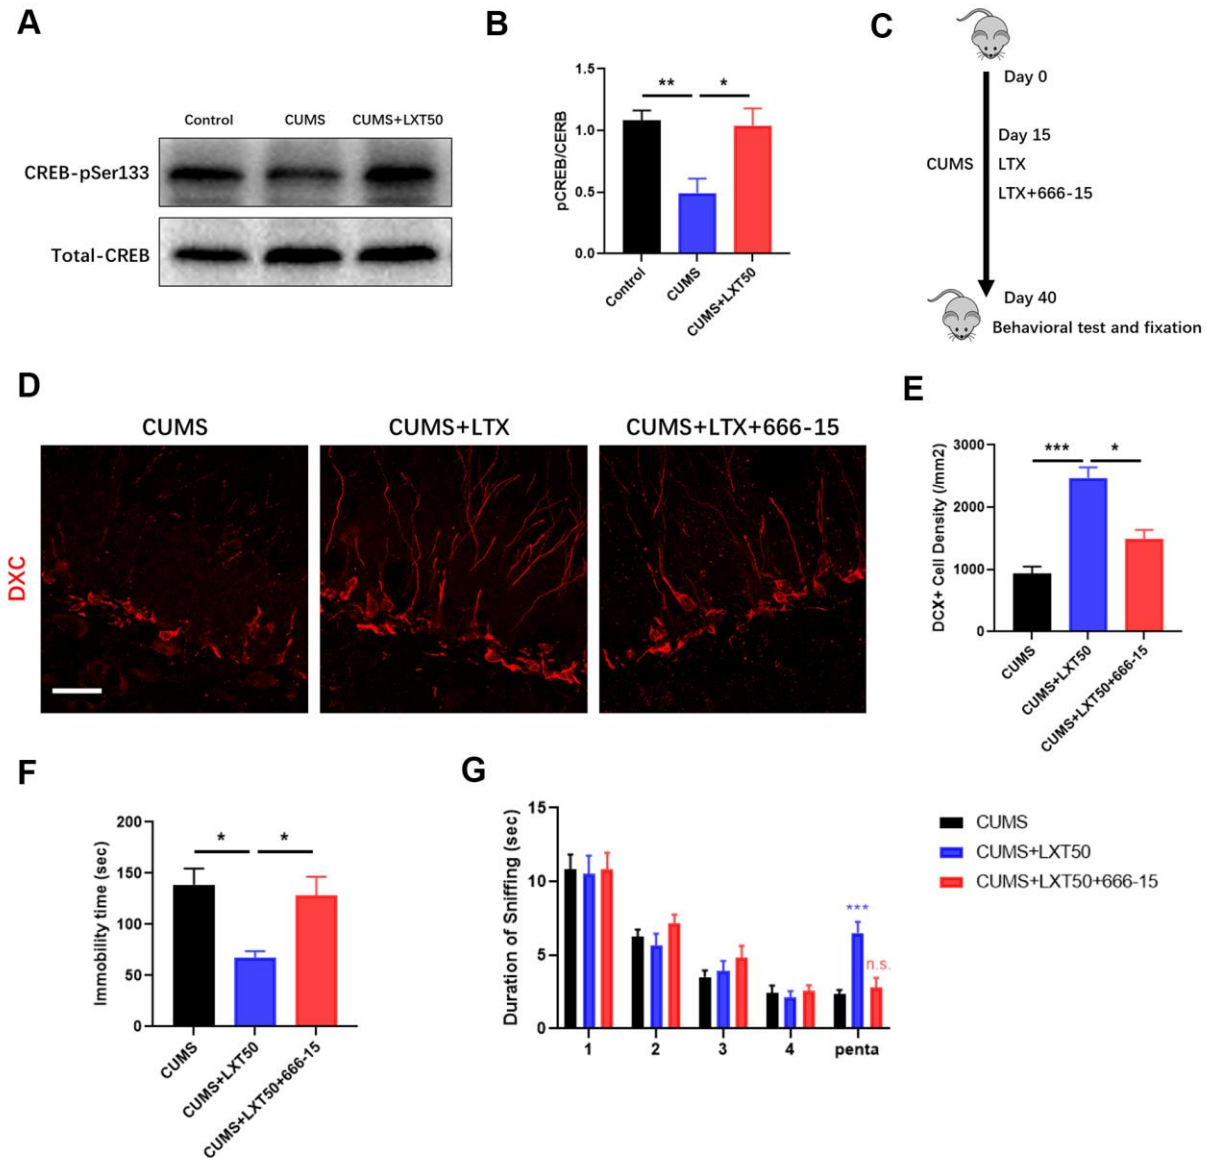 A
Control CUMS CUMS+LXT50
CREB-pSer133
Total-CREB
B
1.5
1.0
0.5
0.0
pCREB/CERB
** *
Control
CUMS
CUMS+LXT50
C
Day 0
CUMS
Day 15
LTX
LTX+666-15
Day 40
Behavioral test and fixation
D
CUMS CUMS+LTX CUMS+LTX+666-15
DXC
E
3000
2000
1000
0
DCX+ Cell Density (/mm2)
*** *
CUMS
CUMS+LXT50
CUMS+LXT50+666-15
F
200
150
100
50
0
Immobility time (sec)
* *
CUMS
CUMS+LXT50
CUMS+LXT50+666-15
G
15
10
5
0
Duration of Sniffing (sec)
***
n.s.
1 2 3 4 penta
CUMS
CUMS+LXT50
CUMS+LXT50+666-15